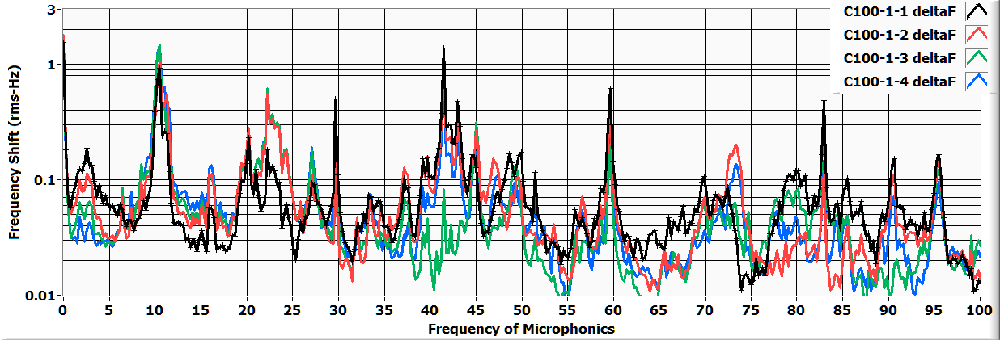 3
C100-1-1 deltaF
C100-1-2 deltaF
C100-1-3 deltaF
C100-1-4 deltaF
1
0.1
0.01
Frequency Shift (rms-Hz)
0 5 10 15 20 25 30 35 40 45 50 55 60 65 70 75 80 85 90 95 100
Frequency of Microphonics